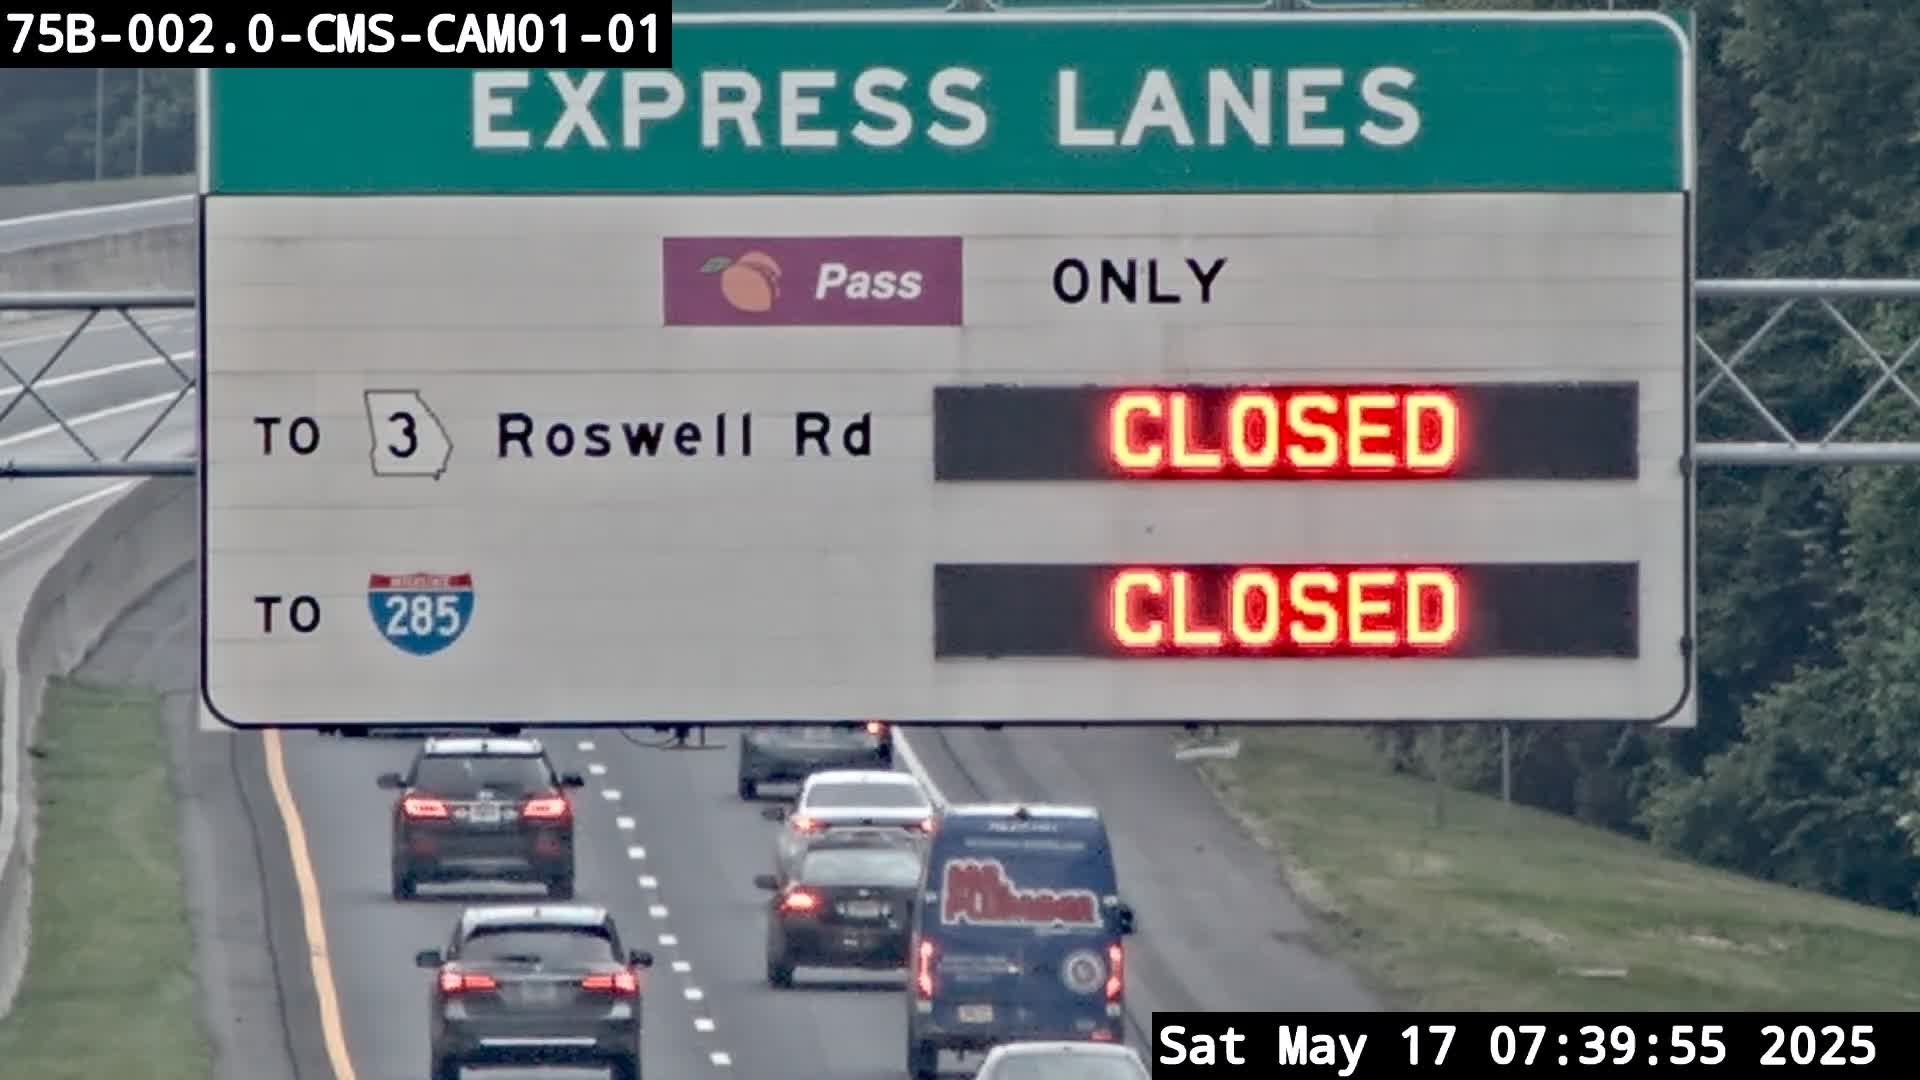 75B-002.0-CMS-CAM01-01
EXPRESS LANES
Pass ONLY
TO 3 Roswell Rd CLOSED
TO 285 CLOSED
Sat May 17 07:39:55 2025